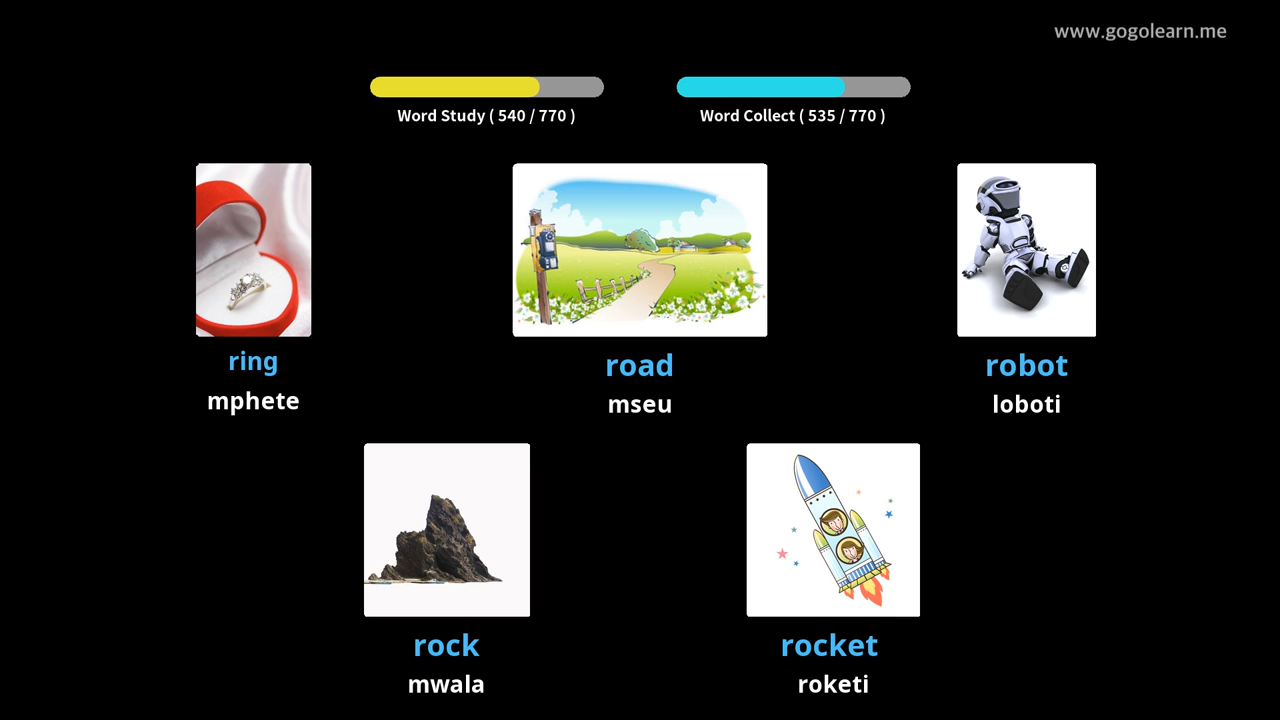 www.gogolearn.me
Word Study ( 540 / 770 )
Word Collect ( 535 / 770 )
ring
mphete
road
mseu
robot
loboti
rock
mwala
rocket
roketi